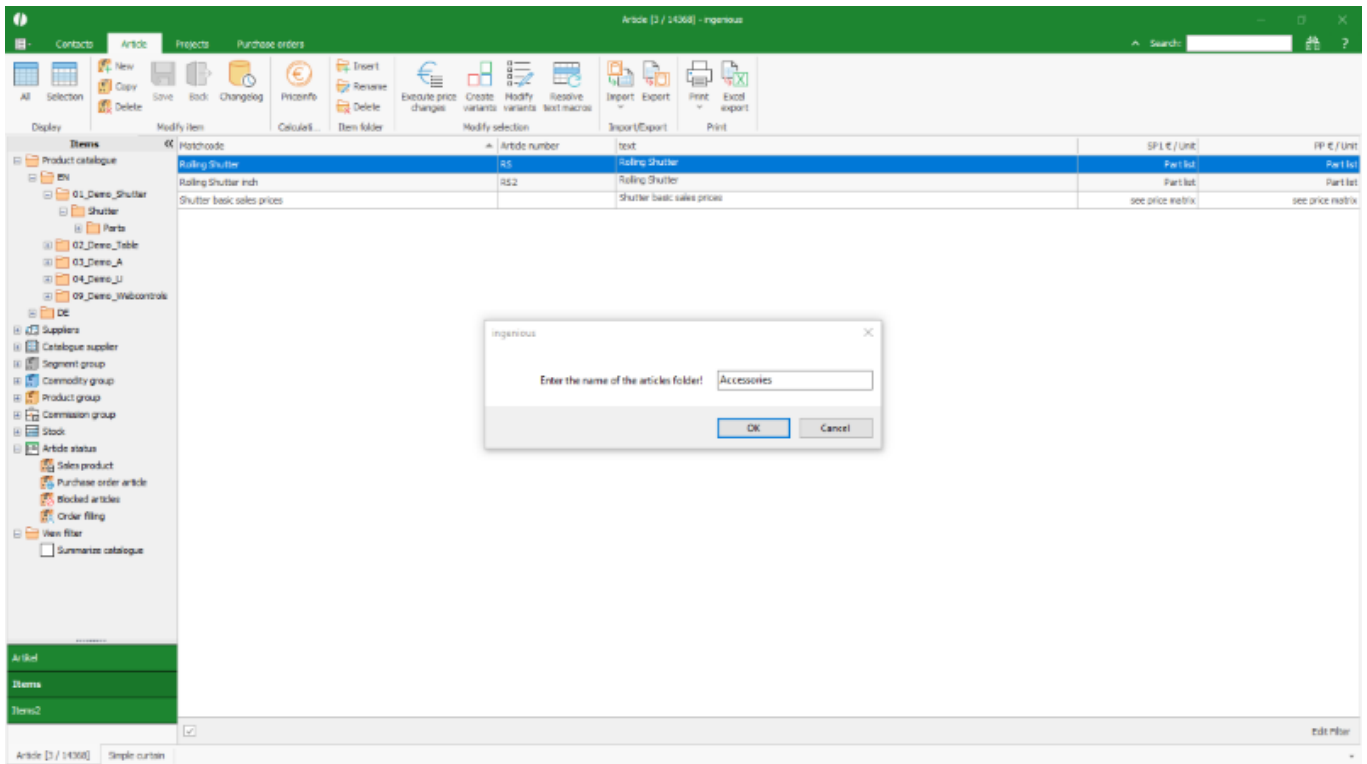 Article [3 / 14368] - ingenious
Contacts Article Projects Purchase orders Search: ?
All Selection New Copy Delete Save Back Changelog Priceinfo Insert Rename Delete Execute price changes Create variants Modify variants Resolve text macros Import Export Print Excel export
Display Modify item Calculati... Item folder Modify selection Import/Export Print
Items « Matchcode Article number text SP1 € / Unit PP € / Unit
Product catalogue Rolling Shutter RS Rolling Shutter Part list Part list
EN Rolling Shutter inch RS2 Rolling Shutter Part list Part list
01_Demo_Shutter Shutter basic sales prices Shutter basic sales prices see price matrix see price matrix
Shutter
Parts
02_Demo_Table
03_Demo_A
04_Demo_U
09_Demo_Webcontrols
DE
Suppliers
Catalogue supplier
Segment group
Commodity group
Product group
Commission group
Stock
Article status
Sales product
Purchase order article
Blocked articles
Order filing
View filter
Summarize catalogue
ingenious
Enter the name of the articles folder! Accessories
OK Cancel
Artikel
Items
Items2
Edit Filter
Article [3 / 14368] Simple curtain